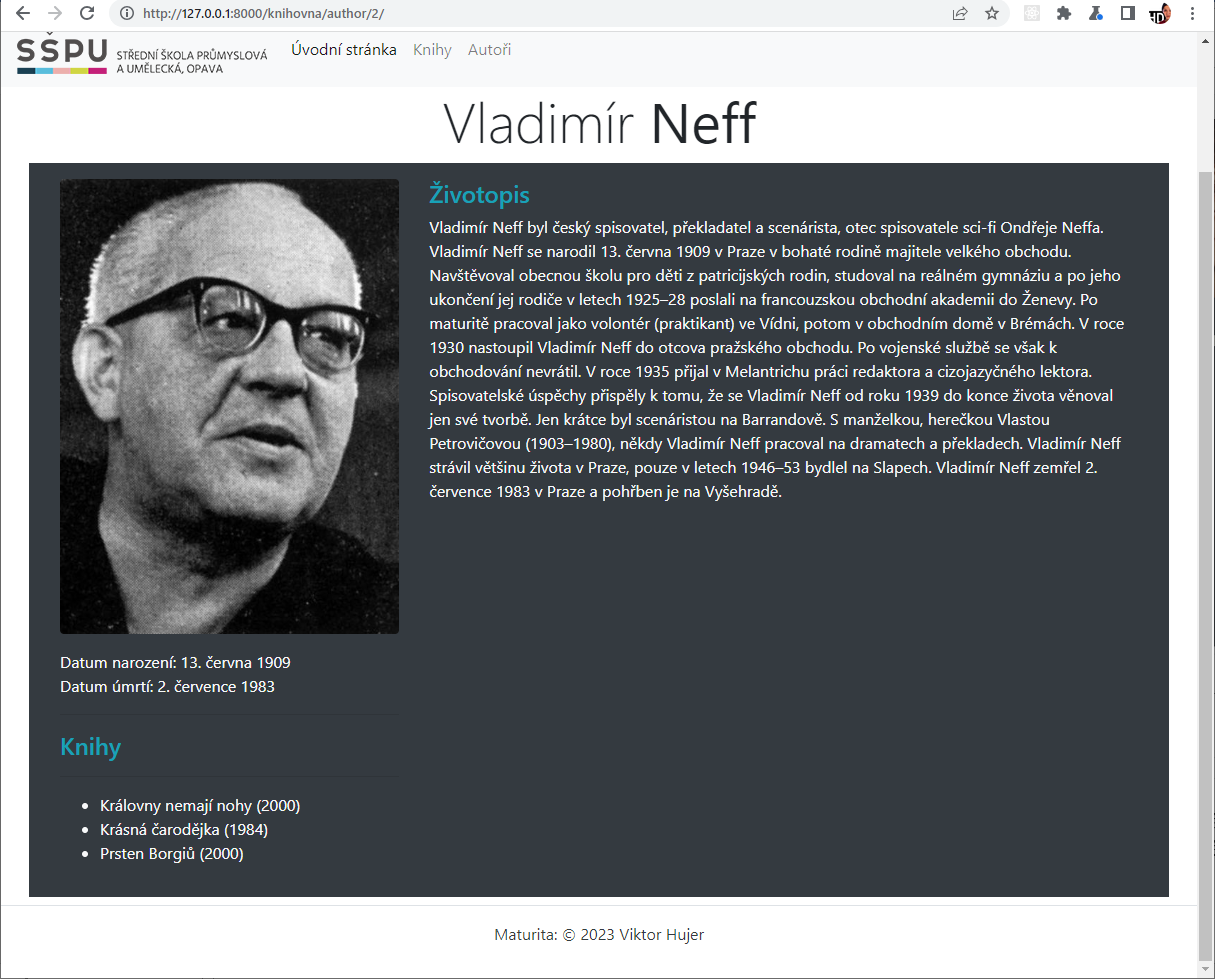 http://127.0.0.1:8000/knihovna/author/2/
SŠPU STŘEDNÍ ŠKOLA PRŮMYSLOVÁ
A UMĚLECKÁ, OPAVA
Úvodní stránka Knihy Autoři
Vladimír Neff
Životopis
Vladimír Neff byl český spisovatel, překladatel a scenárista, otec spisovatele sci-fi Ondřeje Neffa.
Vladimír Neff se narodil 13. června 1909 v Praze v bohaté rodině majitele velkého obchodu.
Navštěvoval obecnou školu pro děti z patricijských rodin, studoval na reálném gymnáziu a po jeho
ukončení jej rodiče v letech 1925–28 poslali na francouzskou obchodní akademii do Ženevy. Po
maturitě pracoval jako volontér (praktikant) ve Vídni, potom v obchodním domě v Brémách. V roce
1930 nastoupil Vladimír Neff do otcova pražského obchodu. Po vojenské službě se však k
obchodování nevrátil. V roce 1935 přijal v Melantrichu práci redaktora a cizojazyčného lektora.
Spisovatelské úspěchy přispěly k tomu, že se Vladimír Neff od roku 1939 do konce života věnoval
jen své tvorbě. Jen krátce byl scenáristou na Barrandově. S manželkou, herečkou Vlastou
Petrovičovou (1903–1980), někdy Vladimír Neff pracoval na dramatech a překladech. Vladimír Neff
strávil většinu života v Praze, pouze v letech 1946–53 bydlel na Slapech. Vladimír Neff zemřel 2.
července 1983 v Praze a pohřben je na Vyšehradě.
Datum narození: 13. června 1909
Datum úmrtí: 2. července 1983
Knihy
Královny nemají nohy (2000)
Krásná čarodějka (1984)
Prsten Borgiů (2000)
Maturita: © 2023 Viktor Hujer